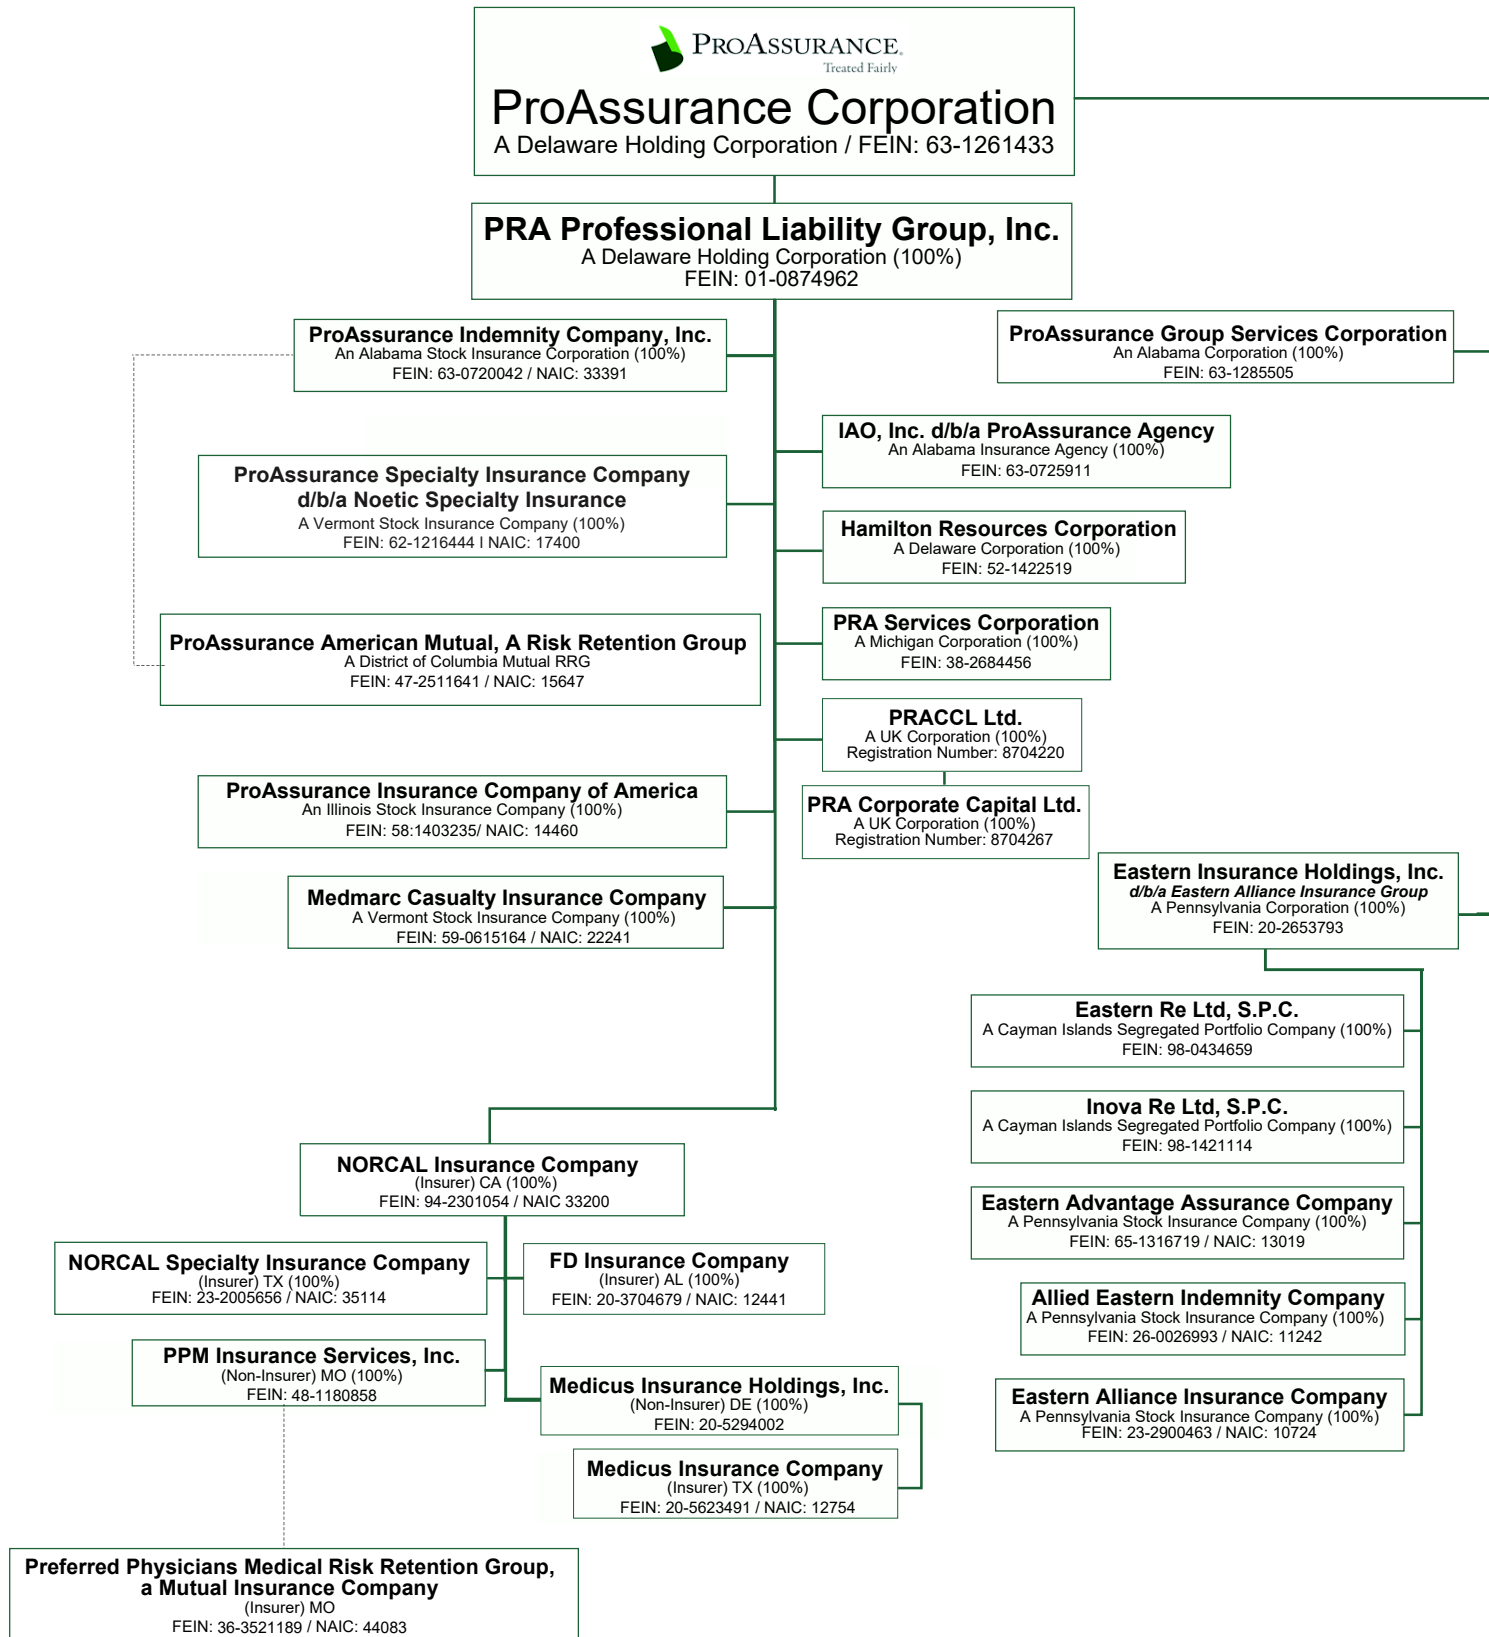 PROASSURANCE.
Treated Fairly
ProAssurance Corporation
A Delaware Holding Corporation / FEIN: 63-1261433
PRA Professional Liability Group, Inc.
A Delaware Holding Corporation (100%)
FEIN: 01-0874962
ProAssurance Indemnity Company, Inc.
An Alabama Stock Insurance Corporation (100%)
FEIN: 63-0720042 / NAIC: 33391
ProAssurance Group Services Corporation
An Alabama Corporation (100%)
FEIN: 63-1285505
IAO, Inc. d/b/a ProAssurance Agency
An Alabama Insurance Agency (100%)
FEIN: 63-0725911
ProAssurance Specialty Insurance Company
d/b/a Noetic Specialty Insurance
A Vermont Stock Insurance Company (100%)
FEIN: 62-1216444 I NAIC: 17400
Hamilton Resources Corporation
A Delaware Corporation (100%)
FEIN: 52-1422519
ProAssurance American Mutual, A Risk Retention Group
A District of Columbia Mutual RRG
FEIN: 47-2511641 / NAIC: 15647
PRA Services Corporation
A Michigan Corporation (100%)
FEIN: 38-2684456
PRACCL Ltd.
A UK Corporation (100%)
Registration Number: 8704220
PRA Corporate Capital Ltd.
A UK Corporation (100%)
Registration Number: 8704267
ProAssurance Insurance Company of America
An Illinois Stock Insurance Company (100%)
FEIN: 58:1403235/ NAIC: 14460
Medmarc Casualty Insurance Company
A Vermont Stock Insurance Company (100%)
FEIN: 59-0615164 / NAIC: 22241
Eastern Insurance Holdings, Inc.
d/b/a Eastern Alliance Insurance Group
A Pennsylvania Corporation (100%)
FEIN: 20-2653793
Eastern Re Ltd, S.P.C.
A Cayman Islands Segregated Portfolio Company (100%)
FEIN: 98-0434659
Inova Re Ltd, S.P.C.
A Cayman Islands Segregated Portfolio Company (100%)
FEIN: 98-1421114
Eastern Advantage Assurance Company
A Pennsylvania Stock Insurance Company (100%)
FEIN: 65-1316719 / NAIC: 13019
Allied Eastern Indemnity Company
A Pennsylvania Stock Insurance Company (100%)
FEIN: 26-0026993 / NAIC: 11242
Eastern Alliance Insurance Company
A Pennsylvania Stock Insurance Company (100%)
FEIN: 23-2900463 / NAIC: 10724
NORCAL Insurance Company
(Insurer) CA (100%)
FEIN: 94-2301054 / NAIC 33200
NORCAL Specialty Insurance Company
(Insurer) TX (100%)
FEIN: 23-2005656 / NAIC: 35114
FD Insurance Company
(Insurer) AL (100%)
FEIN: 20-3704679 / NAIC: 12441
PPM Insurance Services, Inc.
(Non-Insurer) MO (100%)
FEIN: 48-1180858
Medicus Insurance Holdings, Inc.
(Non-Insurer) DE (100%)
FEIN: 20-5294002
Medicus Insurance Company
(Insurer) TX (100%)
FEIN: 20-5623491 / NAIC: 12754
Preferred Physicians Medical Risk Retention Group,
a Mutual Insurance Company
(Insurer) MO
FEIN: 36-3521189 / NAIC: 44083